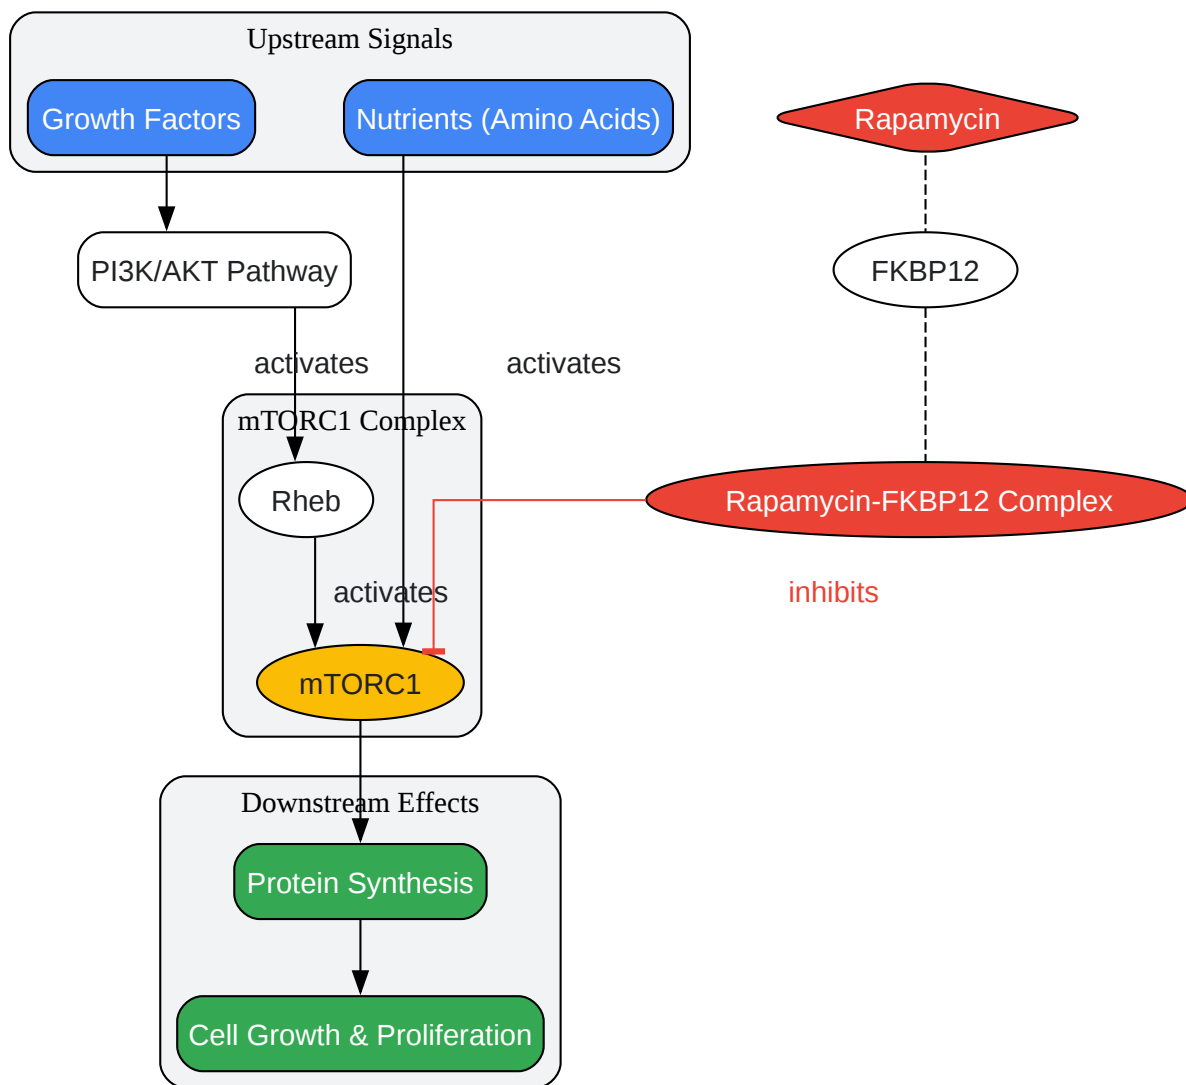 Upstream Signals
Growth Factors
Nutrients (Amino Acids)
Rapamycin
PI3K/AKT Pathway
FKBP12
activates
activates
mTORC1 Complex
Rheb
Rapamycin-FKBP12 Complex
activates
inhibits
mTORC1
Downstream Effects
Protein Synthesis
Cell Growth & Proliferation